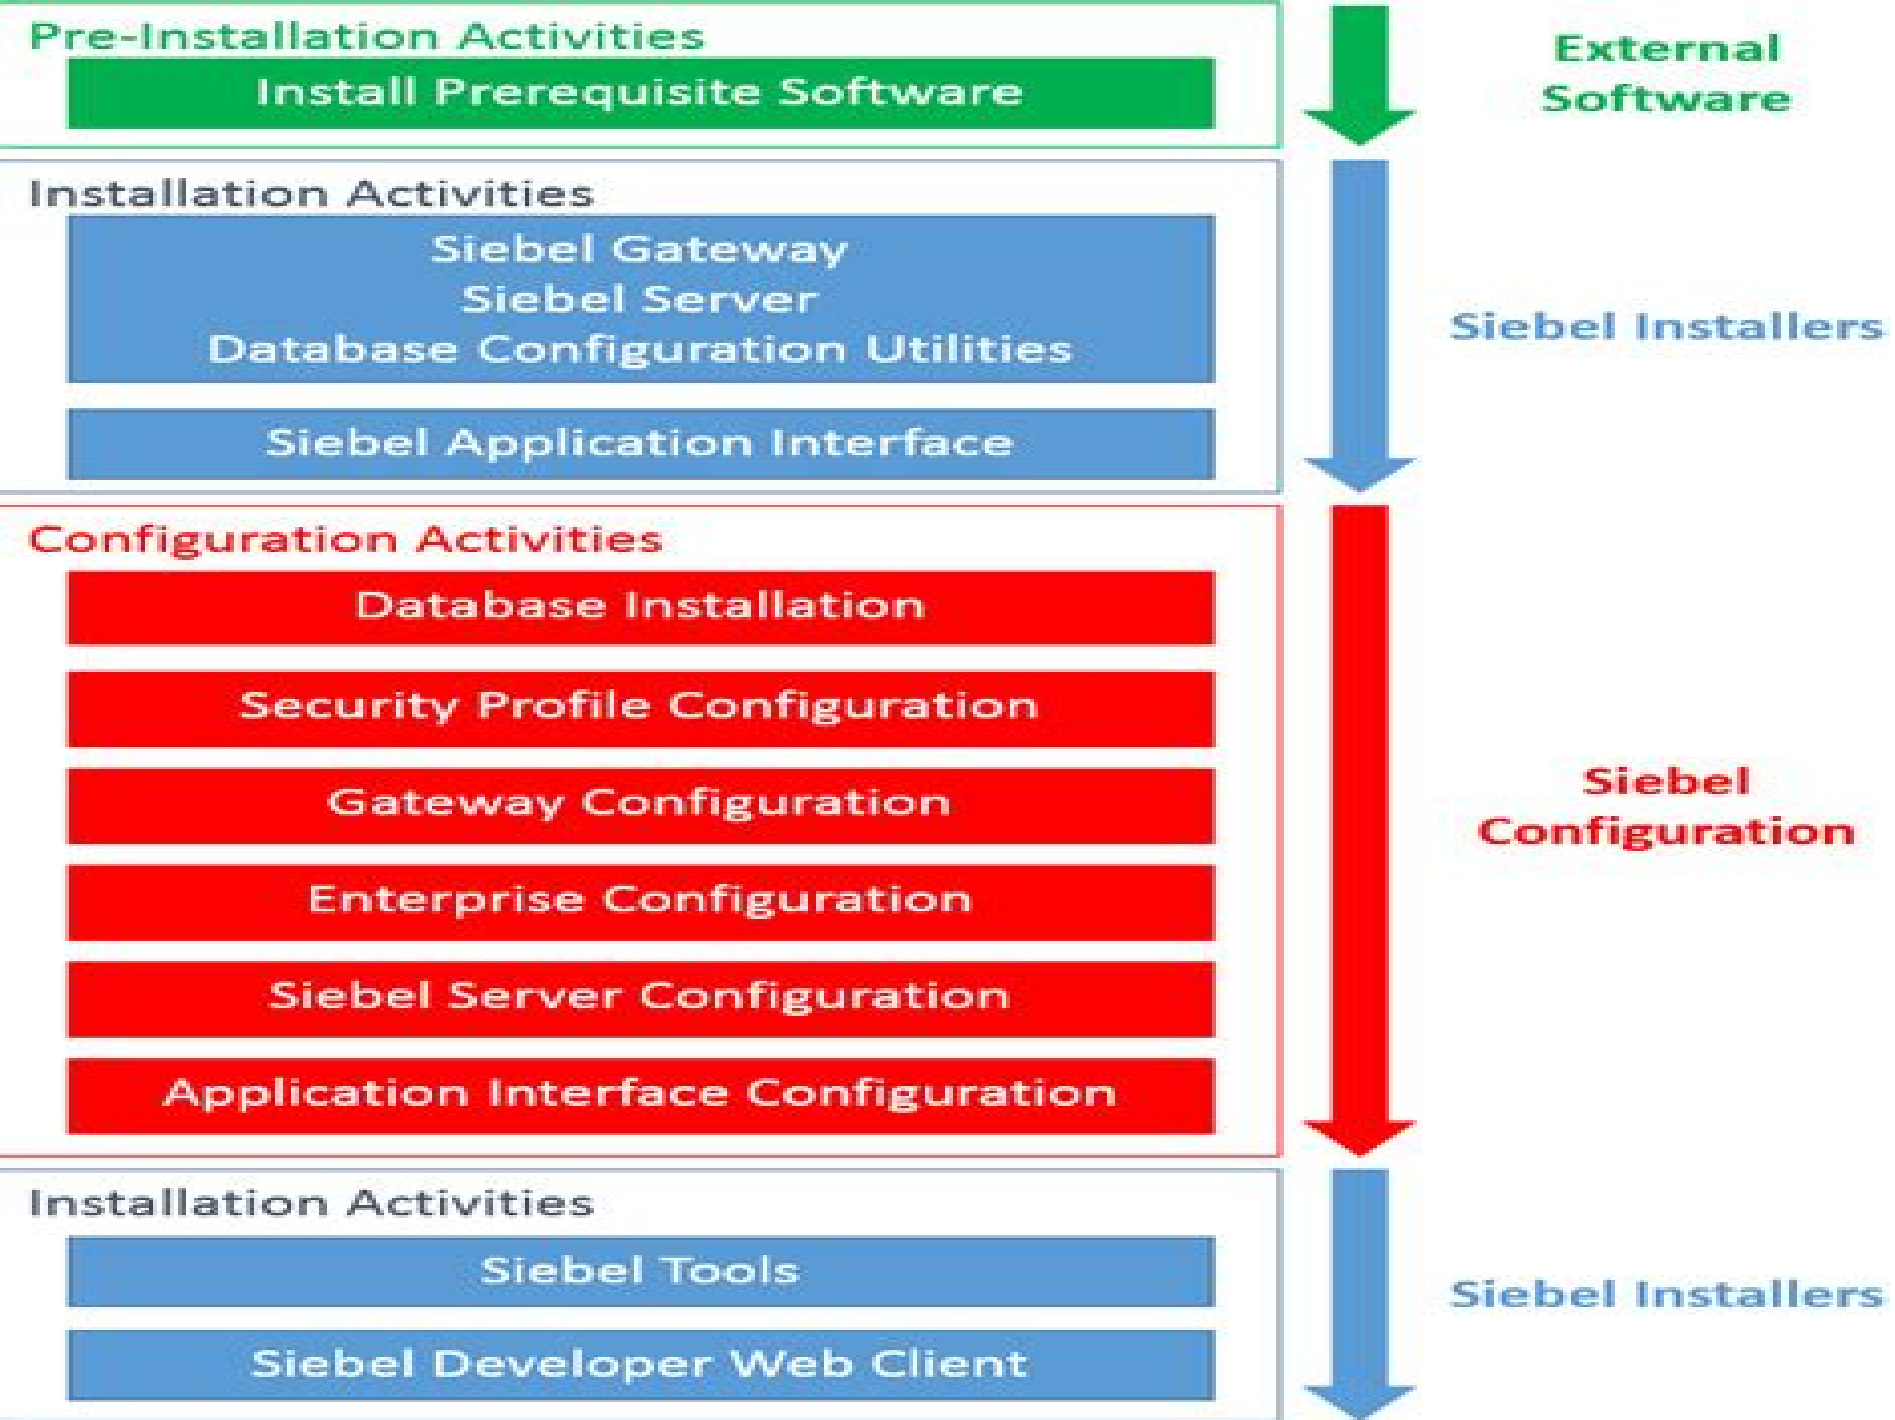 Pre-Installation Activities
Install Prerequisite Software
External
Software
Installation Activities
Siebel Gateway
Siebel Server
Database Configuration Utilities
Siebel Application Interface
Siebel Installers
Configuration Activities
Database Installation
Security Profile Configuration
Gateway Configuration
Enterprise Configuration
Siebel Server Configuration
Application Interface Configuration
Siebel
Configuration
Installation Activities
Siebel Tools
Siebel Developer Web Client
Siebel Installers